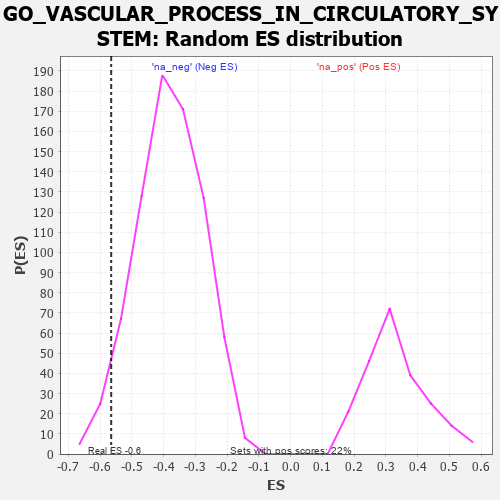 GO_VASCULAR_PROCESS_IN_CIRCULATORY_SY
STEM: Random ES distribution
'na_neg' (Neg ES)
'na_pos' (Pos ES)
190
180
170
160
150
140
130
120
110
100
90
80
70
60
50
40
30
20
10
0
P(ES)
Real ES -0.6
Sets with pos scores: 22%
-0.7 -0.6 -0.5 -0.4 -0.3 -0.2 -0.1 0.0 0.1 0.2 0.3 0.4 0.5 0.6
ES